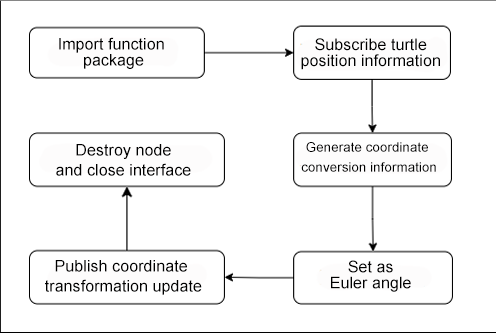 Import function
package
Subscribe turtle
position information
Generate coordinate
conversion information
Set as
Euler angle
Publish coordinate
transformation update
Destroy node
and close interface